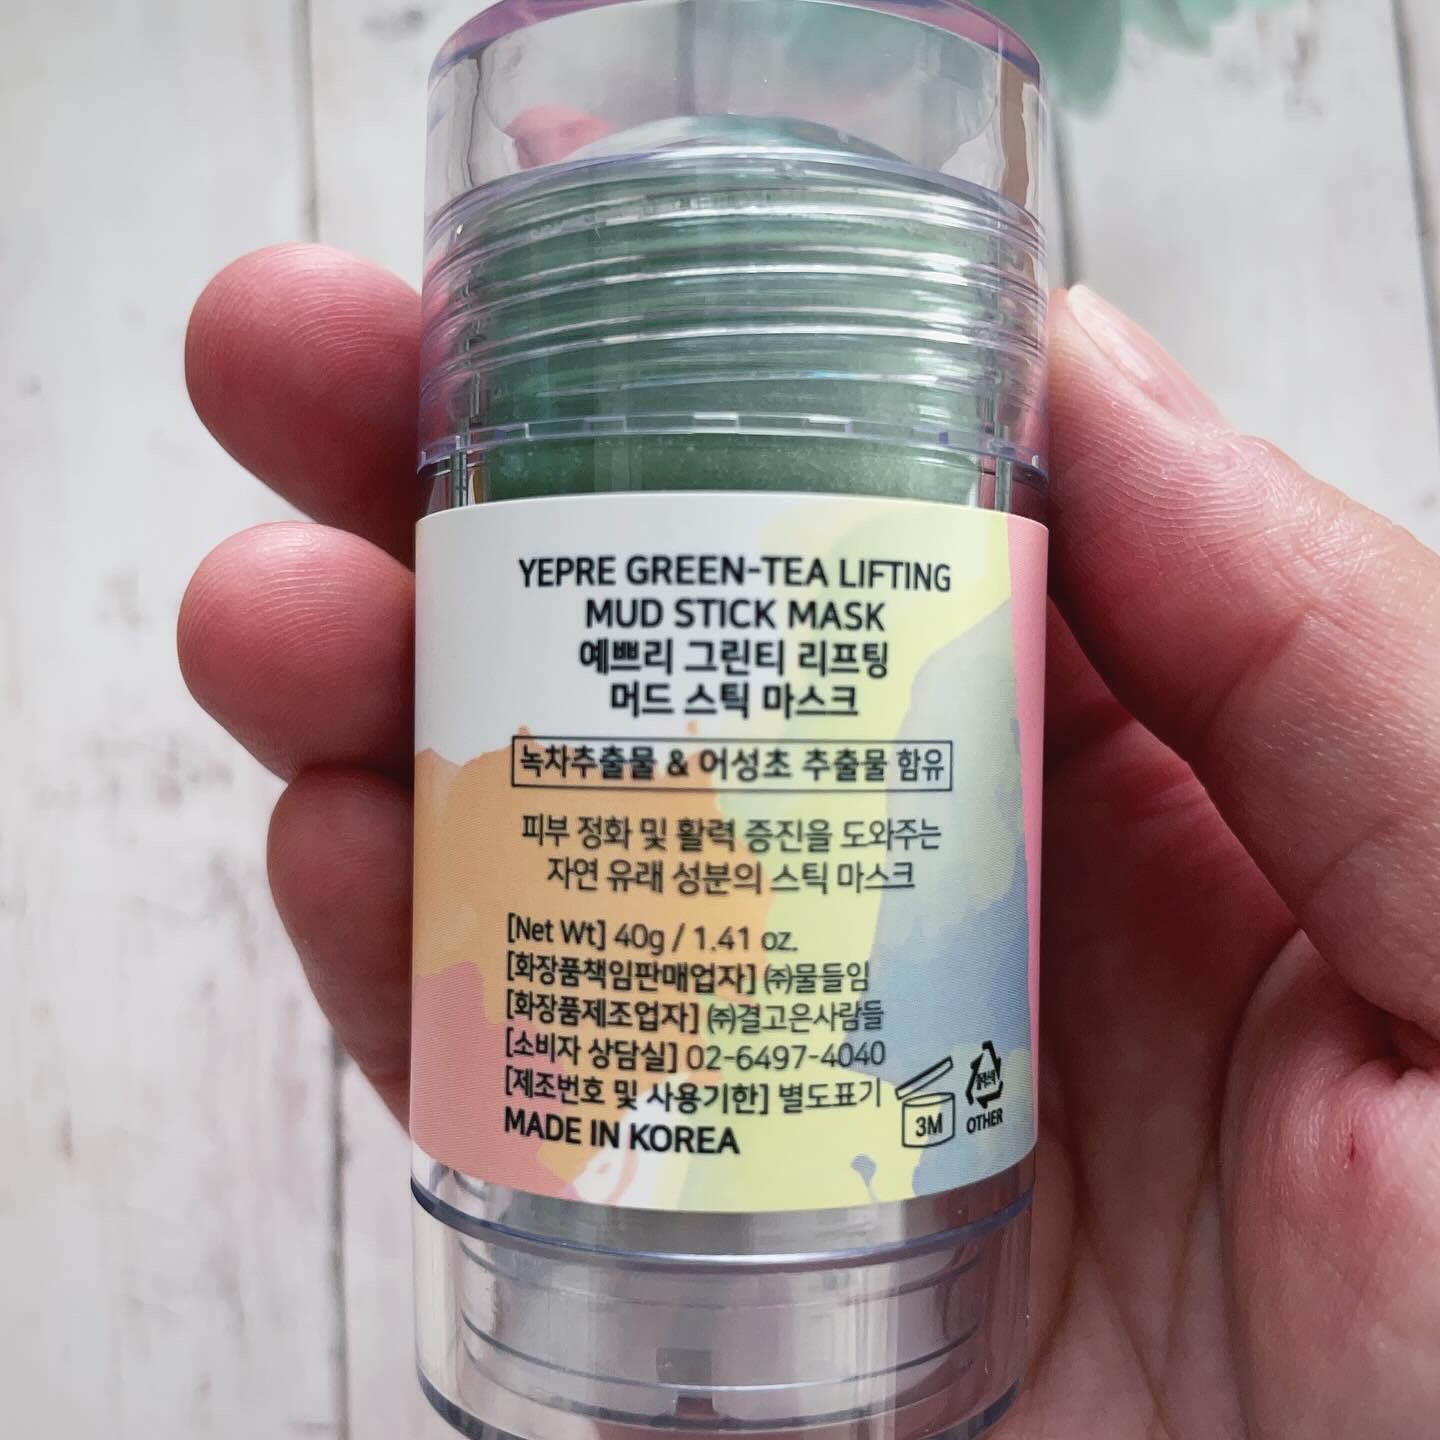 YEPRE GREEN-TEA LIFTING
MUD STICK MASK
예쁘리 그린티 리프팅
머드 스틱 마스크
녹차추출물 & 어성초 추출물 함유
피부 정화 및 활력 증진을 도와주는
자연 유래 성분의 스틱 마스크
[Net Wt] 40g / 1.41 oz.
[화장품책임판매업자] ㈜물들임
[화장품제조업자] ㈜결고은사람들
[소비자 상담실] 02-6497-4040
[제조번호 및 사용기한] 별도표기
MADE IN KOREA
3M
OTHER